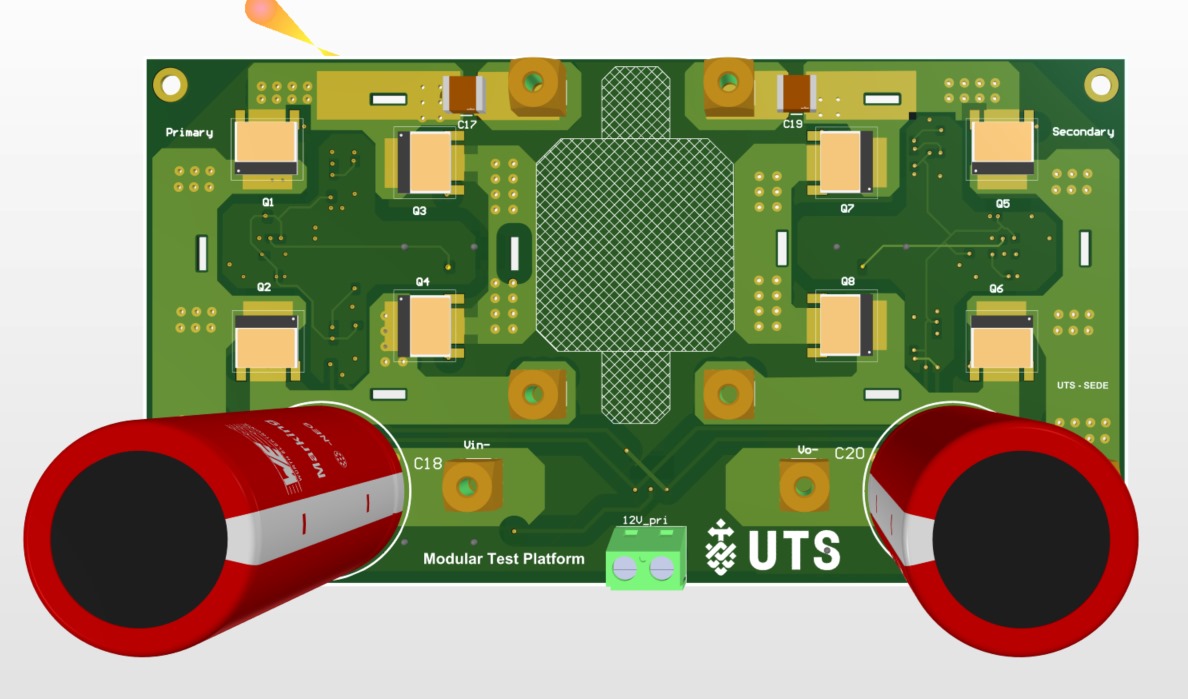 C17
C19
Primary
Secondary
Q1
Q3
Q7
Q5
Q2
Q4
Q8
Q6
UTS - SEDE
Marking
Vin-
C18
Vo-
C20
12V_pri
Modular Test Platform
UTS